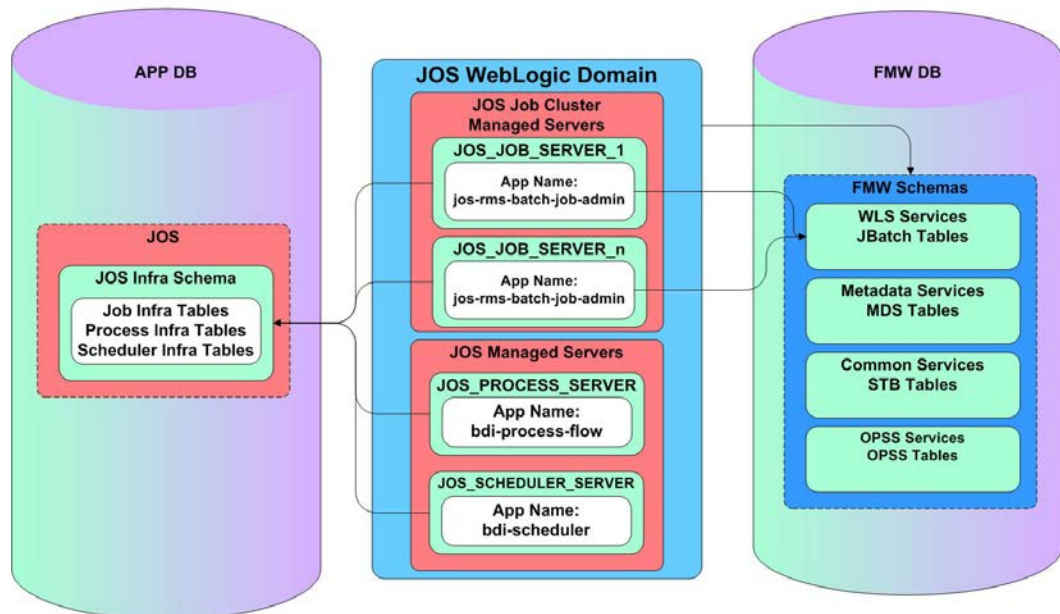 APP DB
JOS
JOS Infra Schema
Job Infra Tables
Process Infra Tables
Scheduler Infra Tables
JOS WebLogic Domain
JOS Job Cluster
Managed Servers
JOS_JOB_SERVER_1
App Name:
jos-rms-batch-job-admin
JOS_JOB_SERVER_n
App Name:
jos-rms-batch-job-admin
JOS Managed Servers
JOS_PROCESS_SERVER
App Name:
bdi-process-flow
JOS_SCHEDULER_SERVER
App Name:
bdi-scheduler
FMW DB
FMW Schemas
WLS Services
JBatch Tables
Metadata Services
MDS Tables
Common Services
STB Tables
OPSS Services
OPSS Tables